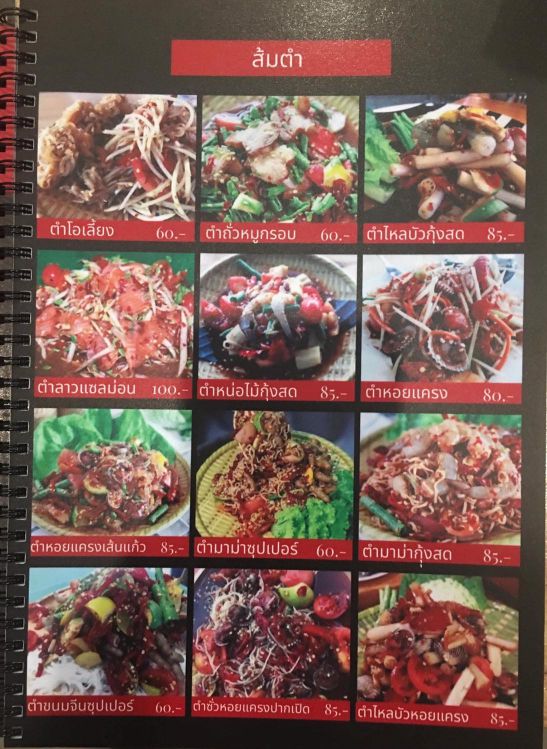 ส้มตำ
ตำโอเลี้ยง 60.-
ตำถั่วหมูกรอบ 60.-
ตำไหลบัวกุ้งสด 85.-
ตำลาวแซลม่อน 100.-
ตำหน่อไม้กุ้งสด 85.-
ตำหอยแครง 80.-
ตำหอยแครงเส้นแก้ว 85.-
ตำมาม่าซุปเปอร์ 60.-
ตำมาม่ากุ้งสด 85.-
ตำขนมจีนซุปเปอร์ 60.-
ตำซั่วหอยแครงปากเปิด 85.-
ตำไหลบัวหอยแครง 85.-